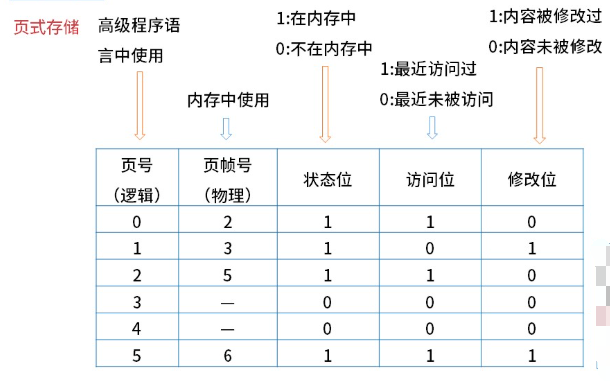 页式存储
高级程序语
言中使用
内存中使用
1:在内存中
0:不在内存中
1:最近访问过
0:最近未被访问
1:内容被修改过
0:内容未被修改
页号
（逻辑）
页帧号
（物理）
状态位
访问位
修改位
0 2 1 1 0
1 3 1 0 1
2 5 1 1 0
3 — 0 0 0
4 — 0 0 0
5 6 1 1 1